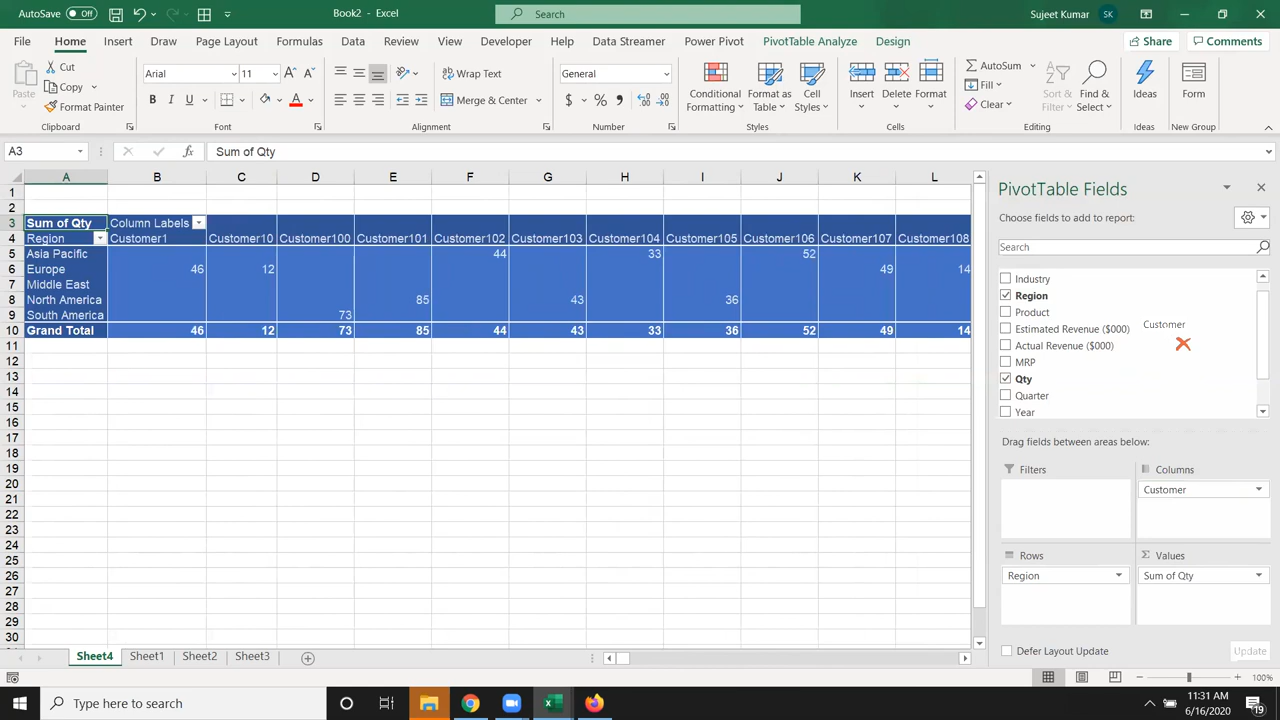 AutoSave Off Book2 - Excel Search Sujeet Kumar SK
File Home Insert Draw Page Layout Formulas Data Review View Developer Help Data Streamer Power Pivot PivotTable Analyze Design Share Comments
Paste Cut Copy Format Painter Clipboard
Arial 11 B I U A Font
Wrap Text Merge & Center Alignment
General $ % , Number
Conditional Formatting Format as Table Cell Styles Styles
Insert Delete Format Cells
AutoSum Fill Clear Sort & Filter Find & Select Editing
Ideas Ideas
Form New Group
A3 fx Sum of Qty
A B C D E F G H I J K L
1
2
3 Sum of Qty Column Labels
4 Region Customer1 Customer10 Customer100 Customer101 Customer102 Customer103 Customer104 Customer105 Customer106 Customer107 Customer108
5 Asia Pacific 44 33 52
6 Europe 46 12 49 14
7 Middle East
8 North America 85 43 36
9 South America 73
10 Grand Total 46 12 73 85 44 43 33 36 52 49 14
11
12
13
14
15
16
17
18
19
20
21
22
23
24
25
26
27
28
29
30
PivotTable Fields
Choose fields to add to report:
Search
Industry
Region
Product
Estimated Revenue ($000)
Customer
Actual Revenue ($000)
MRP
Qty
Quarter
Year
Drag fields between areas below:
Filters Columns
Customer
Rows Values
Region Sum of Qty
Defer Layout Update Update
Sheet4 Sheet1 Sheet2 Sheet3
100%
Type here to search
11:31 AM
6/16/2020
19